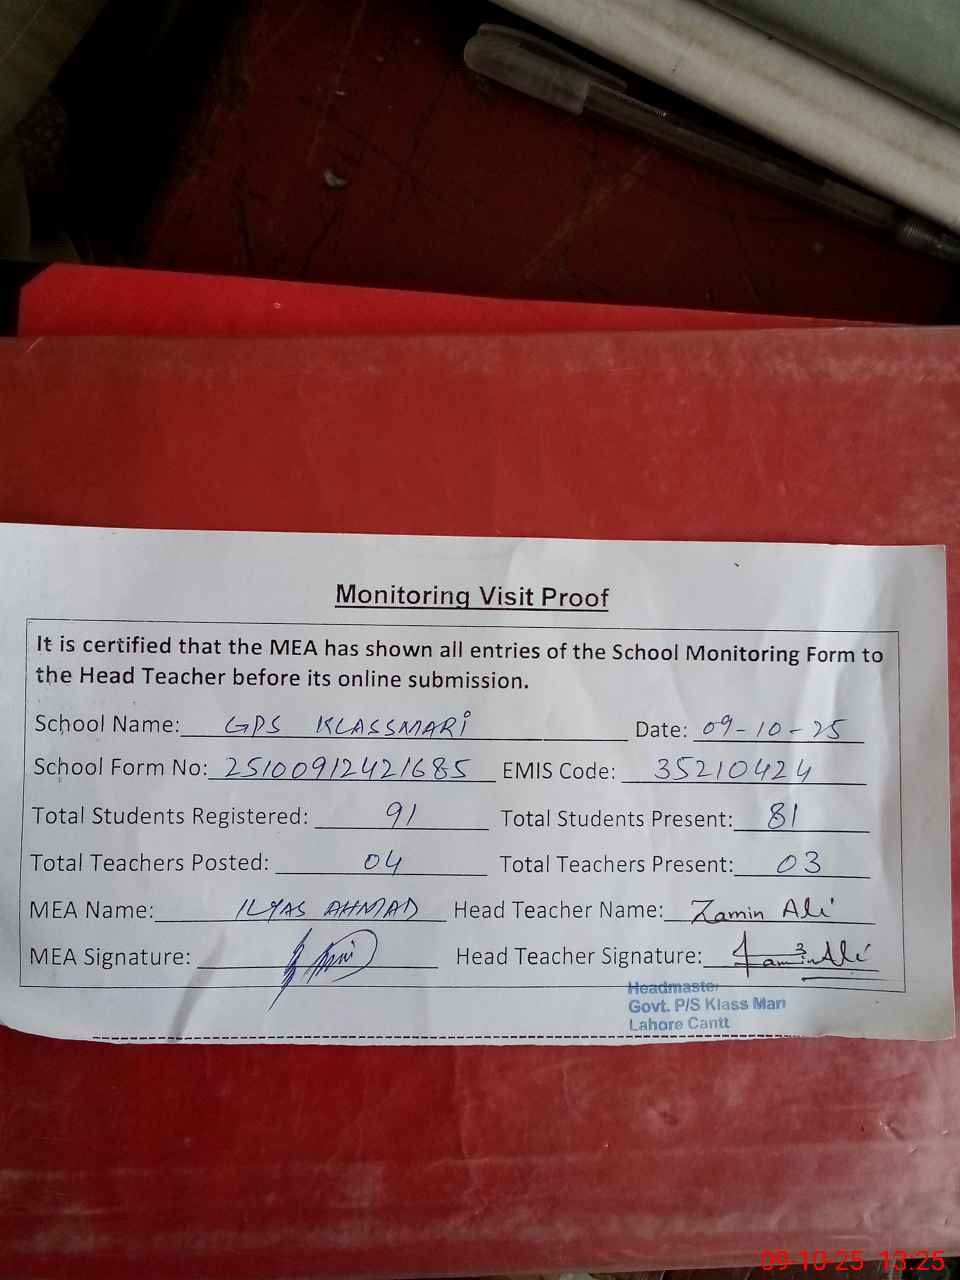 Monitoring Visit Proof
It is certified that the MEA has shown all entries of the School Monitoring Form to
the Head Teacher before its online submission.
School Name: GPS KLASSMARI Date: 09-10-25
School Form No: 25100912421685 EMIS Code: 35210424
Total Students Registered: 91 Total Students Present: 81
Total Teachers Posted: 04 Total Teachers Present: 03
MEA Name: ILYAS AHMAD Head Teacher Name: Zamin Ali
MEA Signature: Head Teacher Signature:
Headmaster
Govt. P/S Klass Mari
Lahore Cantt
09-10-25 13:25